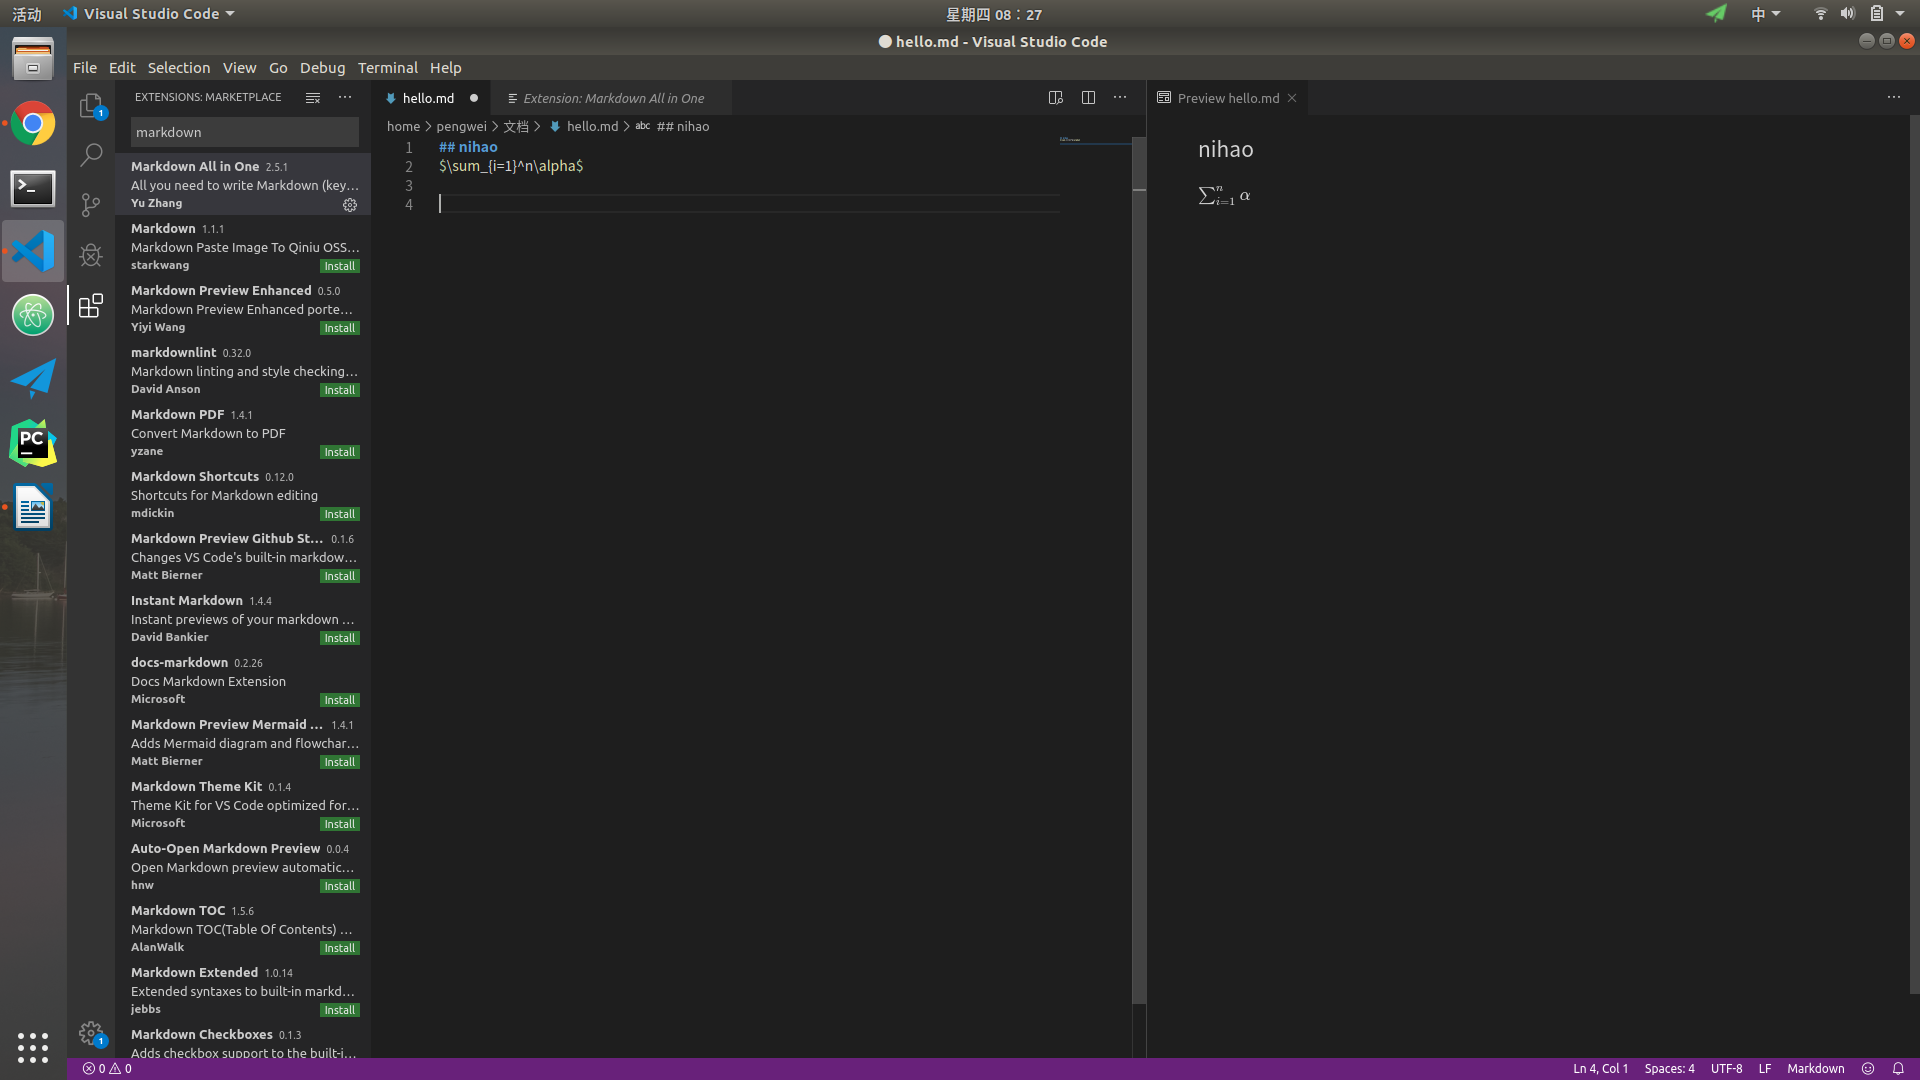 活动
Visual Studio Code
星期四 08：27
中
● hello.md - Visual Studio Code
File Edit Selection View Go Debug Terminal Help
EXTENSIONS: MARKETPLACE
markdown
Markdown All in One 2.5.1
All you need to write Markdown (key...
Yu Zhang
Markdown 1.1.1
Markdown Paste Image To Qiniu OSS...
starkwang
Install
Markdown Preview Enhanced 0.5.0
Markdown Preview Enhanced porte...
Yiyi Wang
Install
markdownlint 0.32.0
Markdown linting and style checking...
David Anson
Install
Markdown PDF 1.4.1
Convert Markdown to PDF
yzane
Install
Markdown Shortcuts 0.12.0
Shortcuts for Markdown editing
mdickin
Install
Markdown Preview Github St... 0.1.6
Changes VS Code's built-in markdow...
Matt Bierner
Install
Instant Markdown 1.4.4
Instant previews of your markdown ...
David Bankier
Install
docs-markdown 0.2.26
Docs Markdown Extension
Microsoft
Install
Markdown Preview Mermaid ... 1.4.1
Adds Mermaid diagram and flowchar...
Matt Bierner
Install
Markdown Theme Kit 0.1.4
Theme Kit for VS Code optimized for...
Microsoft
Install
Auto-Open Markdown Preview 0.0.4
Open Markdown preview automatic...
hnw
Install
Markdown TOC 1.5.6
Markdown TOC(Table Of Contents) ...
AlanWalk
Install
Markdown Extended 1.0.14
Extended syntaxes to built-in markd...
jebbs
Install
Markdown Checkboxes 0.1.3
Adds checkbox support to the built-i...
1
1
PC
hello.md
Extension: Markdown All in One
home > pengwei > 文档 > hello.md > abc ## nihao
1 ## nihao
2 $\sum_{i=1}^n\alpha$
3
4
Preview hello.md
nihao
∑ⁿᵢ₌₁ α
0 0
Ln 4, Col 1 Spaces: 4 UTF-8 LF Markdown